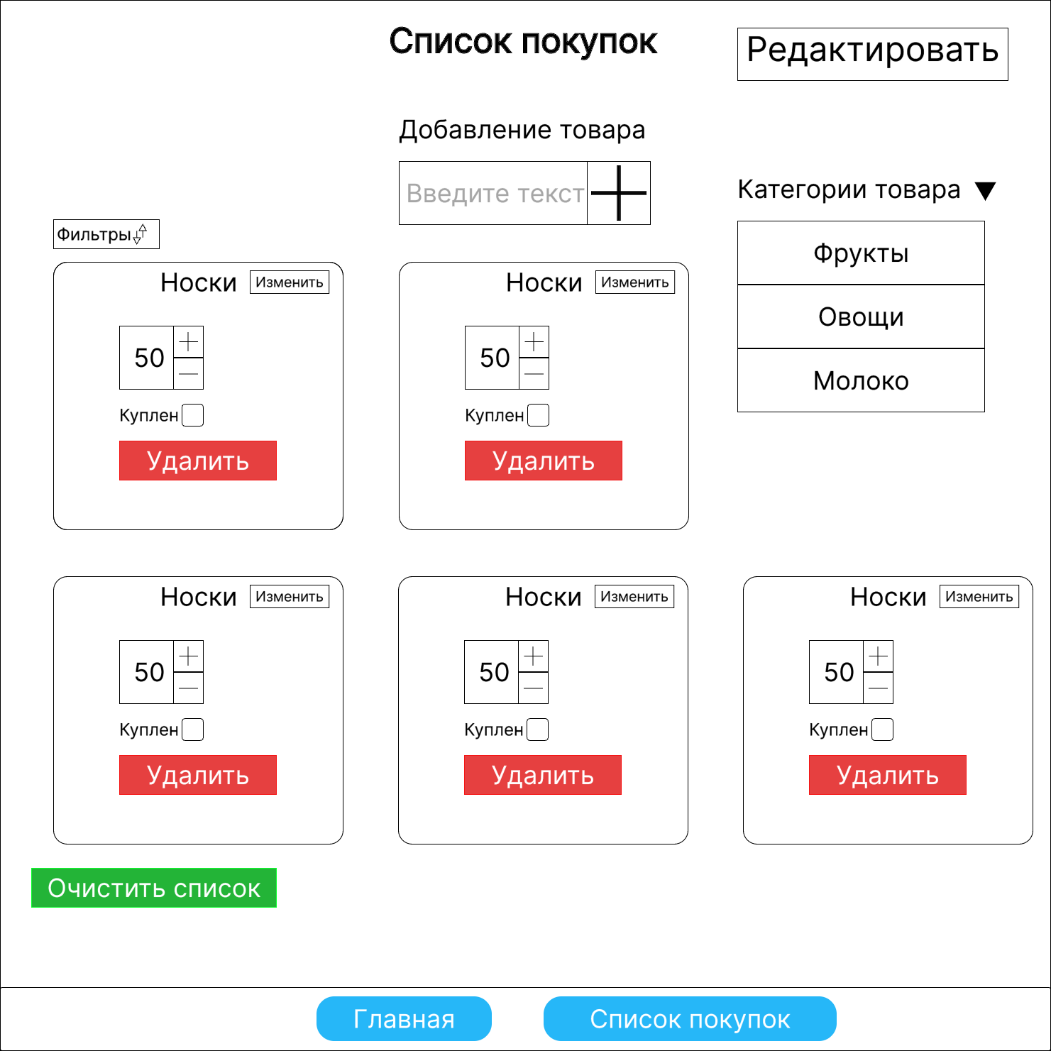 Список покупок
Редактировать
Добавление товара
Введите текст
Категории товара
Фрукты
Овощи
Молоко
Фильтры
Носки Изменить
50
Куплен
Удалить
Носки Изменить
50
Куплен
Удалить
Носки Изменить
50
Куплен
Удалить
Носки Изменить
50
Куплен
Удалить
Носки Изменить
50
Куплен
Удалить
Очистить список
Главная
Список покупок